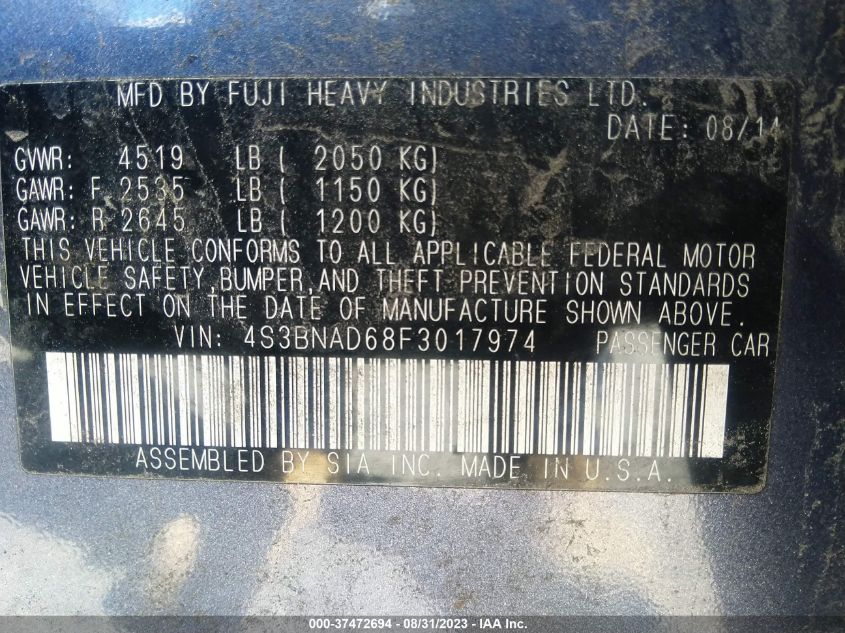 MFD BY FUJI HEAVY INDUSTRIES LTD.
DATE: 08/14
GVWR: 4519 LB ( 2050 KG)
GAWR: F 2535 LB ( 1150 KG)
GAWR: R 2645 LB ( 1200 KG)
THIS VEHICLE CONFORMS TO ALL APPLICABLE FEDERAL MOTOR
VEHICLE SAFETY, BUMPER, AND THEFT PREVENTION STANDARDS
IN EFFECT ON THE DATE OF MANUFACTURE SHOWN ABOVE.
VIN: 4S3BNAD68F3017974 PASSENGER CAR
ASSEMBLED BY SIA INC. MADE IN U.S.A.
000-37472694 - 08/31/2023 - IAA Inc.